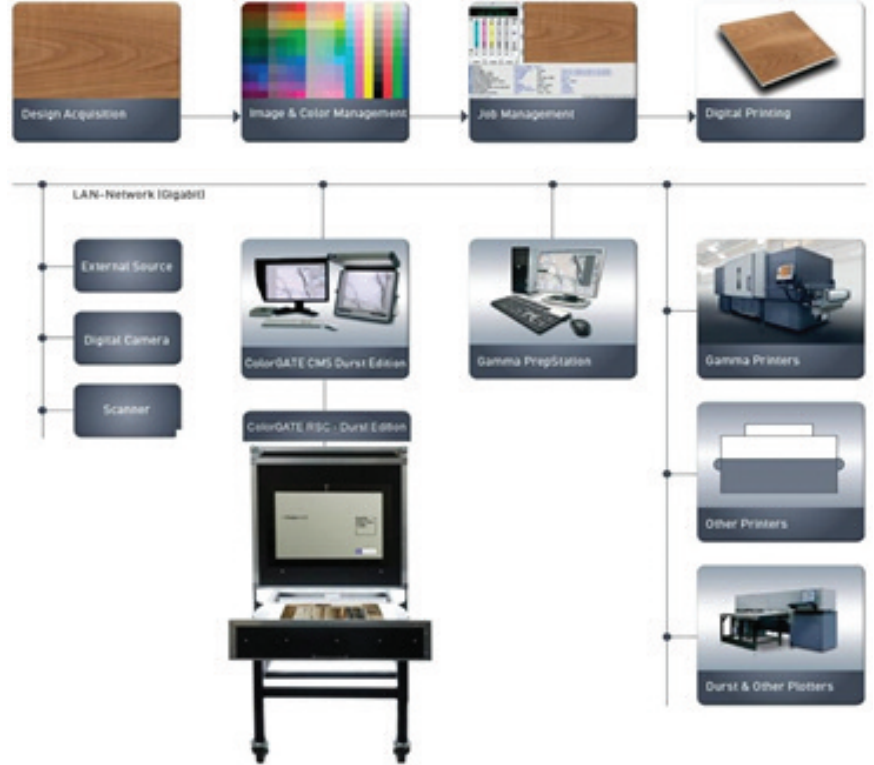 Design Acquisition
Image & Color Management
Job Management
Digital Printing
LAN-Network (Gigabit)
External Source
Digital Camera
Scanner
ColorGATE CMS Durst Edition
Gamma PrepStation
Gamma Printers
ColorGATE RSC - Durst Edition
Other Printers
Durst & Other Plotters